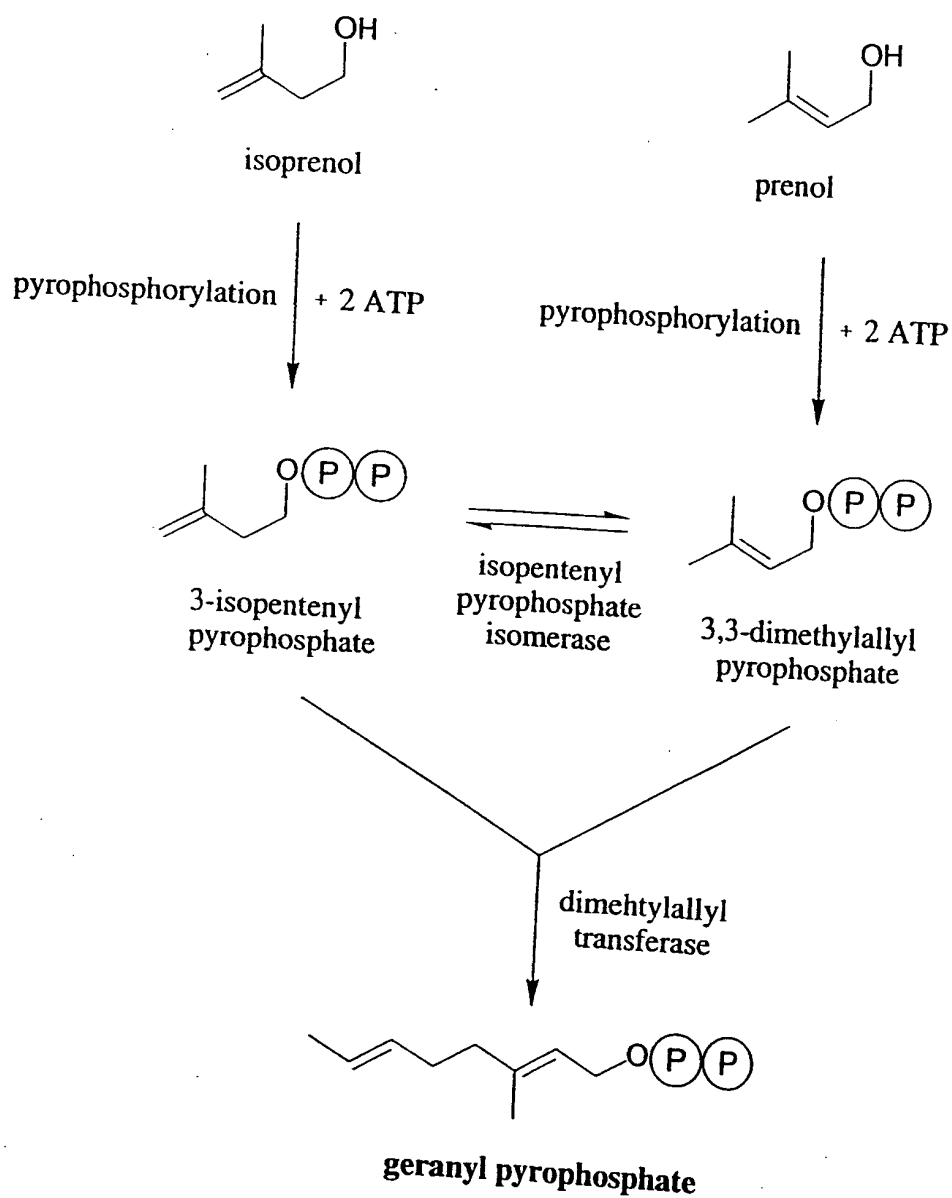 OH
OH
isoprenol
prenol
pyrophosphorylation
+ 2 ATP
pyrophosphorylation
+ 2 ATP
O P P
O P P
isopentenyl
pyrophosphate
isomerase
3-isopentenyl
pyrophosphate
3,3-dimethylallyl
pyrophosphate
dimehtylallyl
transferase
O P P
geranyl pyrophosphate